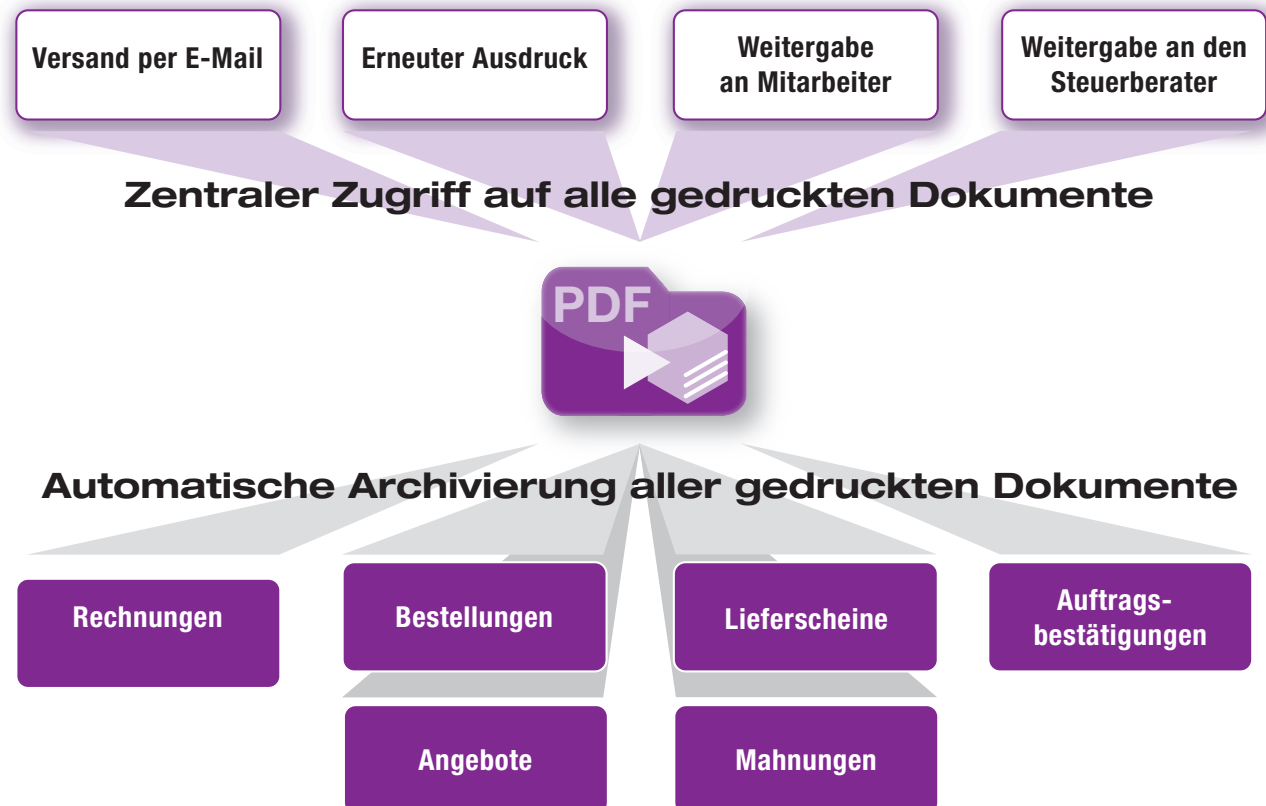 Versand per E-Mail
Erneuter Ausdruck
Weitergabe
an Mitarbeiter
Weitergabe an den
Steuerberater
Zentraler Zugriff auf alle gedruckten Dokumente
PDF
Automatische Archivierung aller gedruckten Dokumente
Rechnungen
Bestellungen
Lieferscheine
Auftrags-
bestätigungen
Angebote
Mahnungen